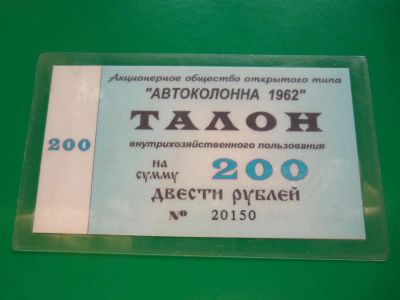 Акционерное общество открытого типа
"АВТОКОЛОННА 1962"
ТАЛОН
внутрихозяйственного пользования
200
на сумму 200
ДВЕСТИ РУБЛЕЙ
№ 20150